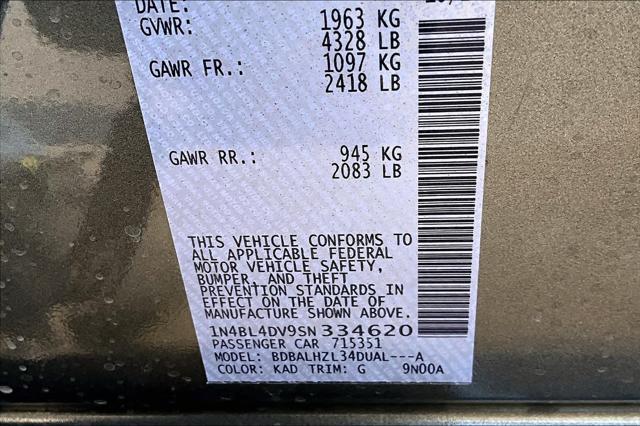 DATE:
GVWR: 1963 KG
4328 LB
GAWR FR.: 1097 KG
2418 LB
GAWR RR.: 945 KG
2083 LB
THIS VEHICLE CONFORMS TO
ALL APPLICABLE FEDERAL
MOTOR VEHICLE SAFETY,
BUMPER, AND THEFT
PREVENTION STANDARDS IN
EFFECT ON THE DATE OF
MANUFACTURE SHOWN ABOVE.
1N4BL4DV9SN334620
PASSENGER CAR 715351
MODEL: BDBALHZL34DUAL---A
COLOR: KAD TRIM: G 9N00A